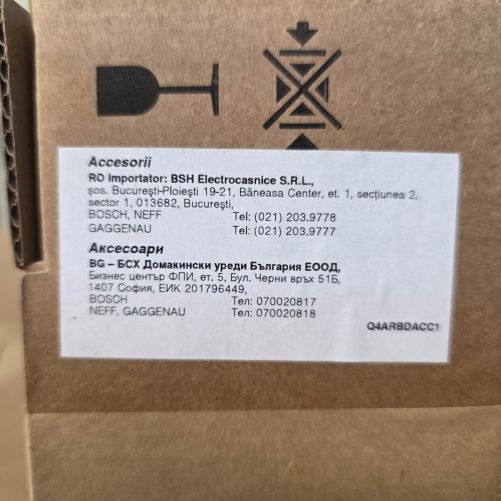 Accesorii
RO Importator: BSH Electrocasnice S.R.L.,
şos. Bucureşti-Ploieşti 19-21, Băneasa Center, et. 1, secţiunea 2,
sector 1, 013682, Bucureşti,
BOSCH, NEFF Tel: (021) 203.9778
GAGGENAU Tel: (021) 203.9777
Аксесоари
BG – БСХ Домакински уреди България ЕООД,
Бизнес център ФПИ, ет. 5, Бул. Черни връх 51Б,
1407 София, ЕИК 201796449,
BOSCH Тел: 070020817
NEFF, GAGGENAU Тел: 070020818
Q4ARBDACC1